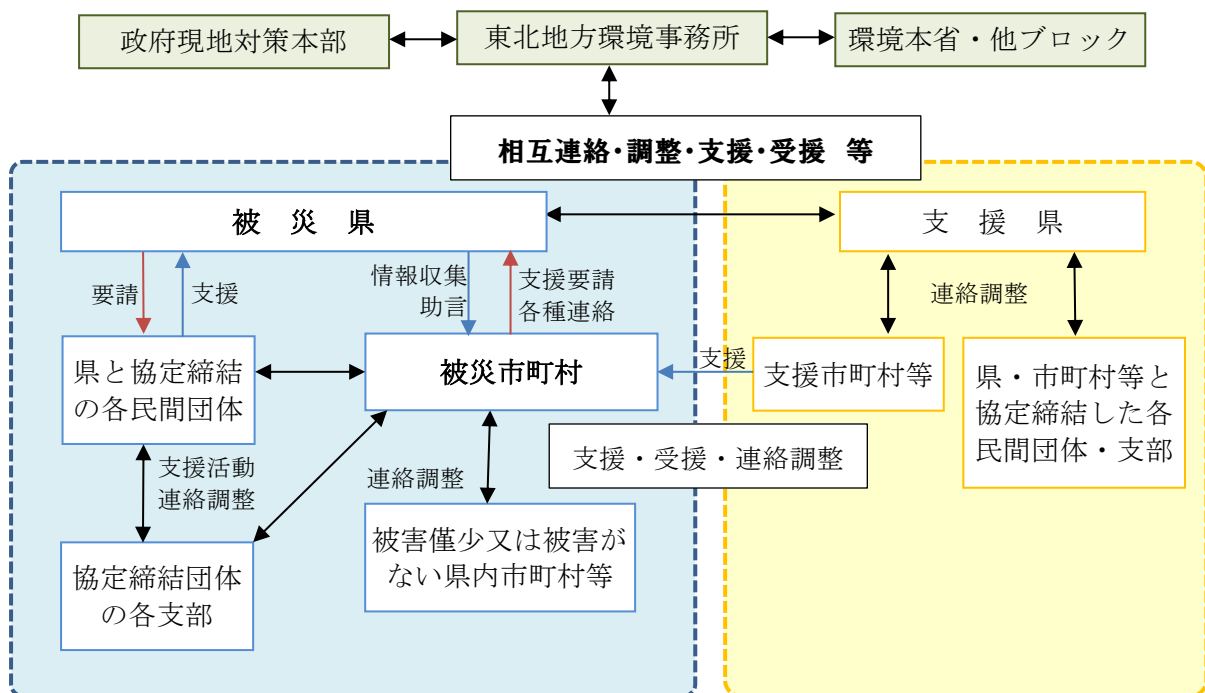 政府現地対策本部
東北地方環境事務所
環境本省・他ブロック
相互連絡・調整・支援・受援 等
被 災 県
支 援 県
要請
支援
情報収集
助言
支援要請
各種連絡
連絡調整
県と協定締結
の各民間団体
被災市町村
支援
支援市町村等
県・市町村等と
協定締結した各
民間団体・支部
支援活動
連絡調整
連絡調整
支援・受援・連絡調整
協定締結団体
の各支部
被害僅少又は被害が
ない県内市町村等